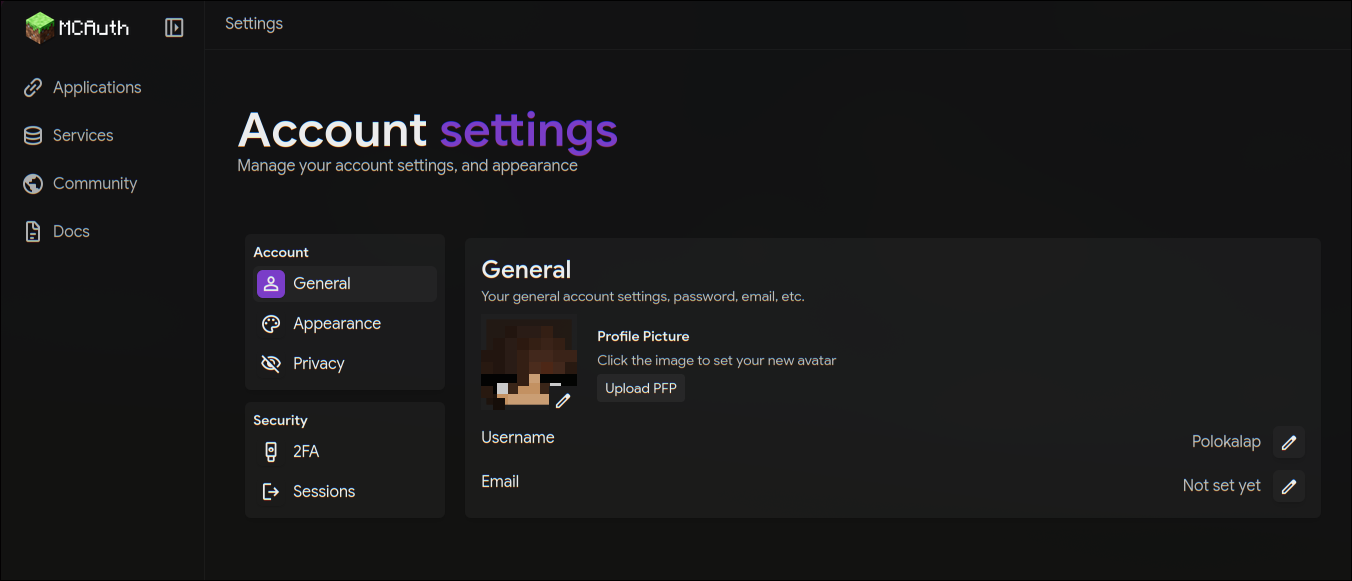 MCAuth
Settings
Applications
Services
Community
Docs
Account settings
Manage your account settings, and appearance
Account
General
Appearance
Privacy
Security
2FA
Sessions
General
Your general account settings, password, email, etc.
Profile Picture
Click the image to set your new avatar
Upload PFP
Username
Polokalap
Email
Not set yet